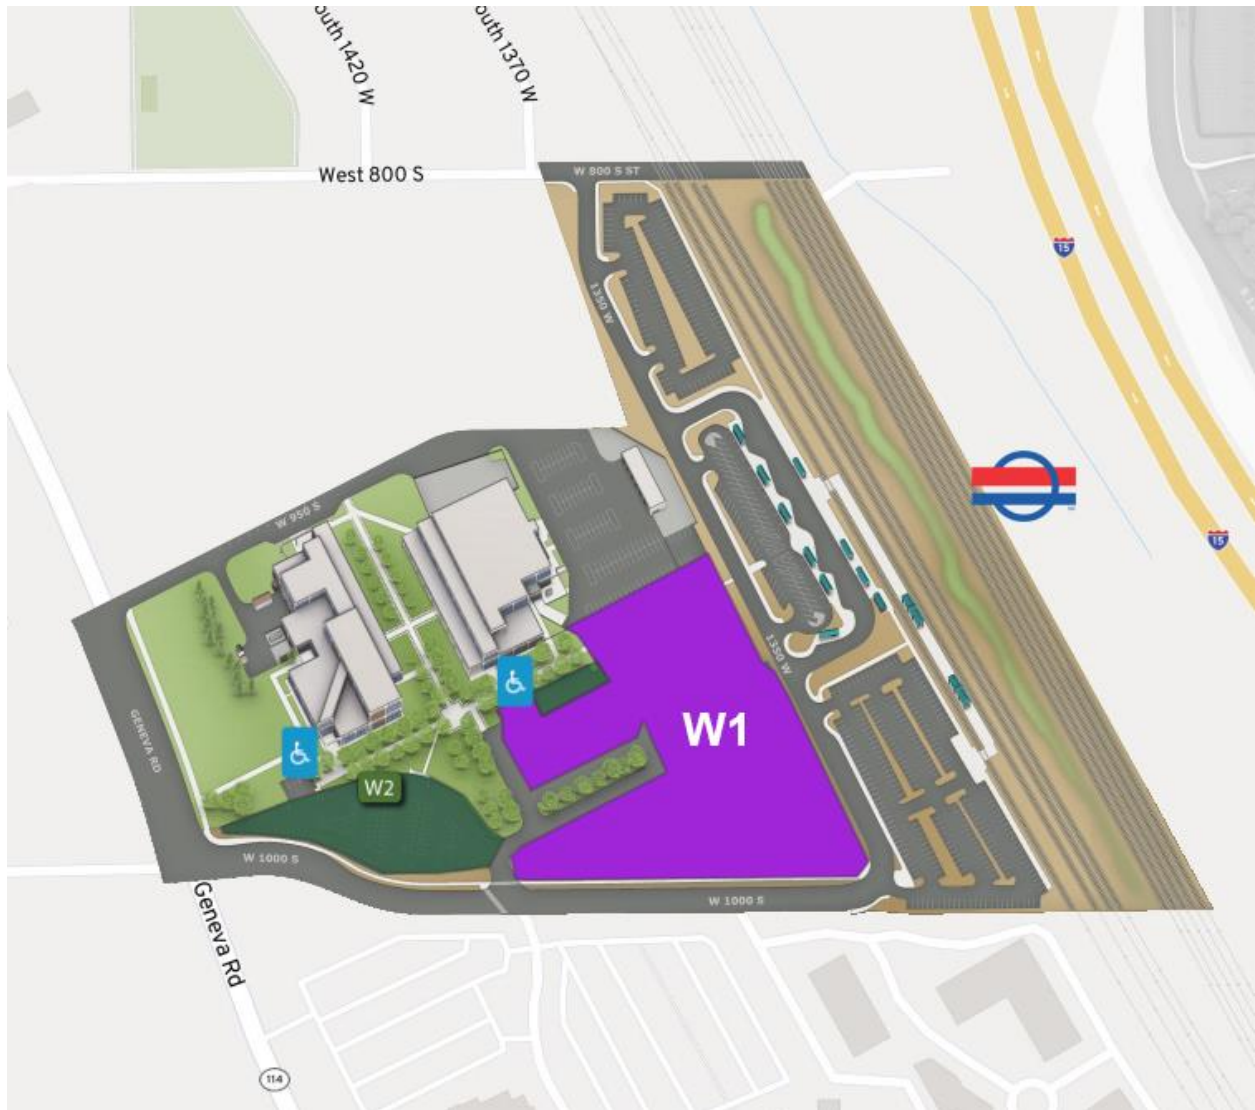 outh 1420 W
outh 1370 W
West 800 S
W 800 S ST
15
1350 W
W 950 S
15
1350 W
W1
GENEVA RD
W2
W 1000 S
W 1000 S
Geneva Rd
114